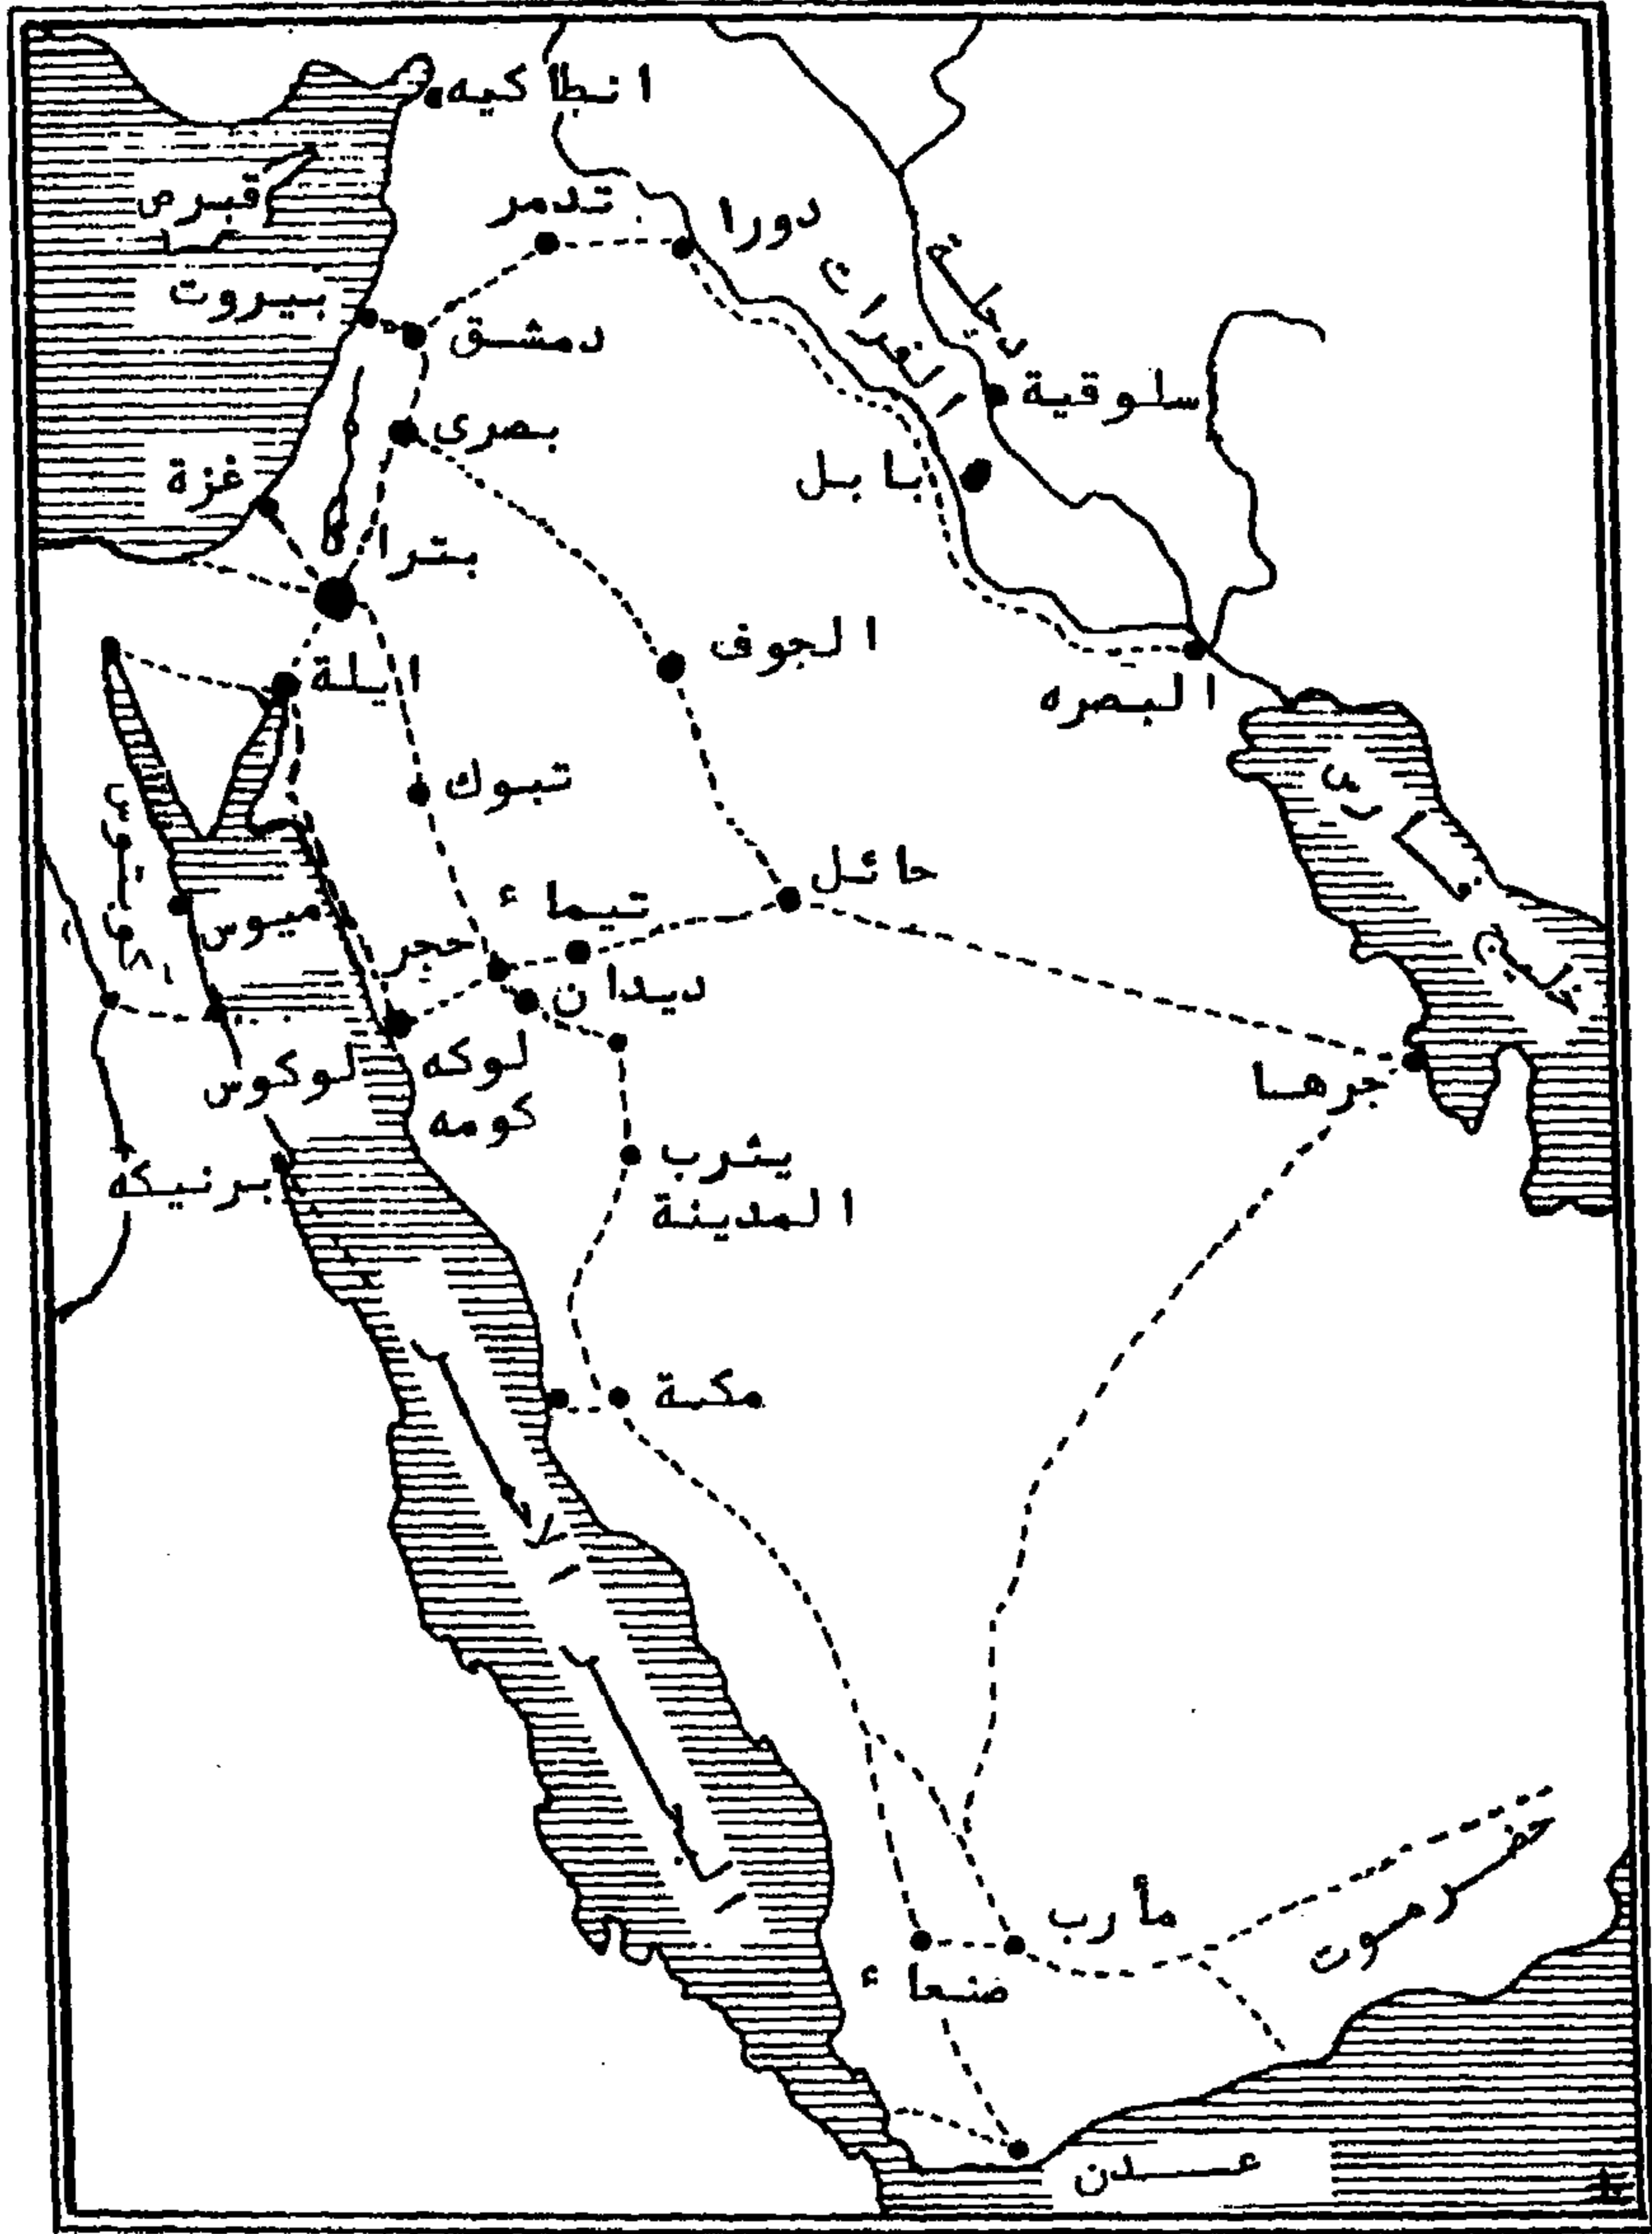 انطاكيه
قبرص
تدمر
دورا
بيروت
الفرات
دجلة
دمشق
سلوقية
بصرى
بابل
غزة
بترا
الجوف
ايلة
البصره
تبوك
حائل
تيماء
ميوس
حجر
ديدان
لوكوس
لوكه
كومه
جرها
يثرب
المدينة
برنيكه
مكة
مأرب
حضرموت
صنعاء
عدن